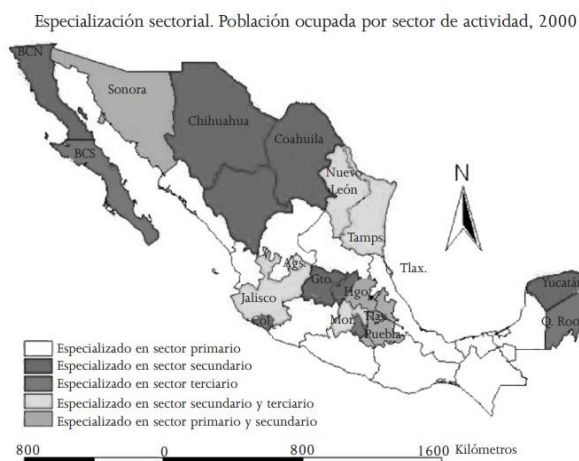 Especialización sectorial. Población ocupada por sector de actividad, 2000
BCN
Sonora
Chihuahua
Coahuila
BCS
Nuevo
León
N
Tamps.
Ags.
Tlax.
Gto.
Hgo.
Yucatán
Jalisco
Q. Roo
Col.
Mor.
Tlax.
Puebla
Especializado en sector primario
Especializado en sector secundario
Especializado en sector terciario
Especializado en sector secundario y terciario
Especializado en sector primario y secundario
800 0 800 1600 Kilómetros